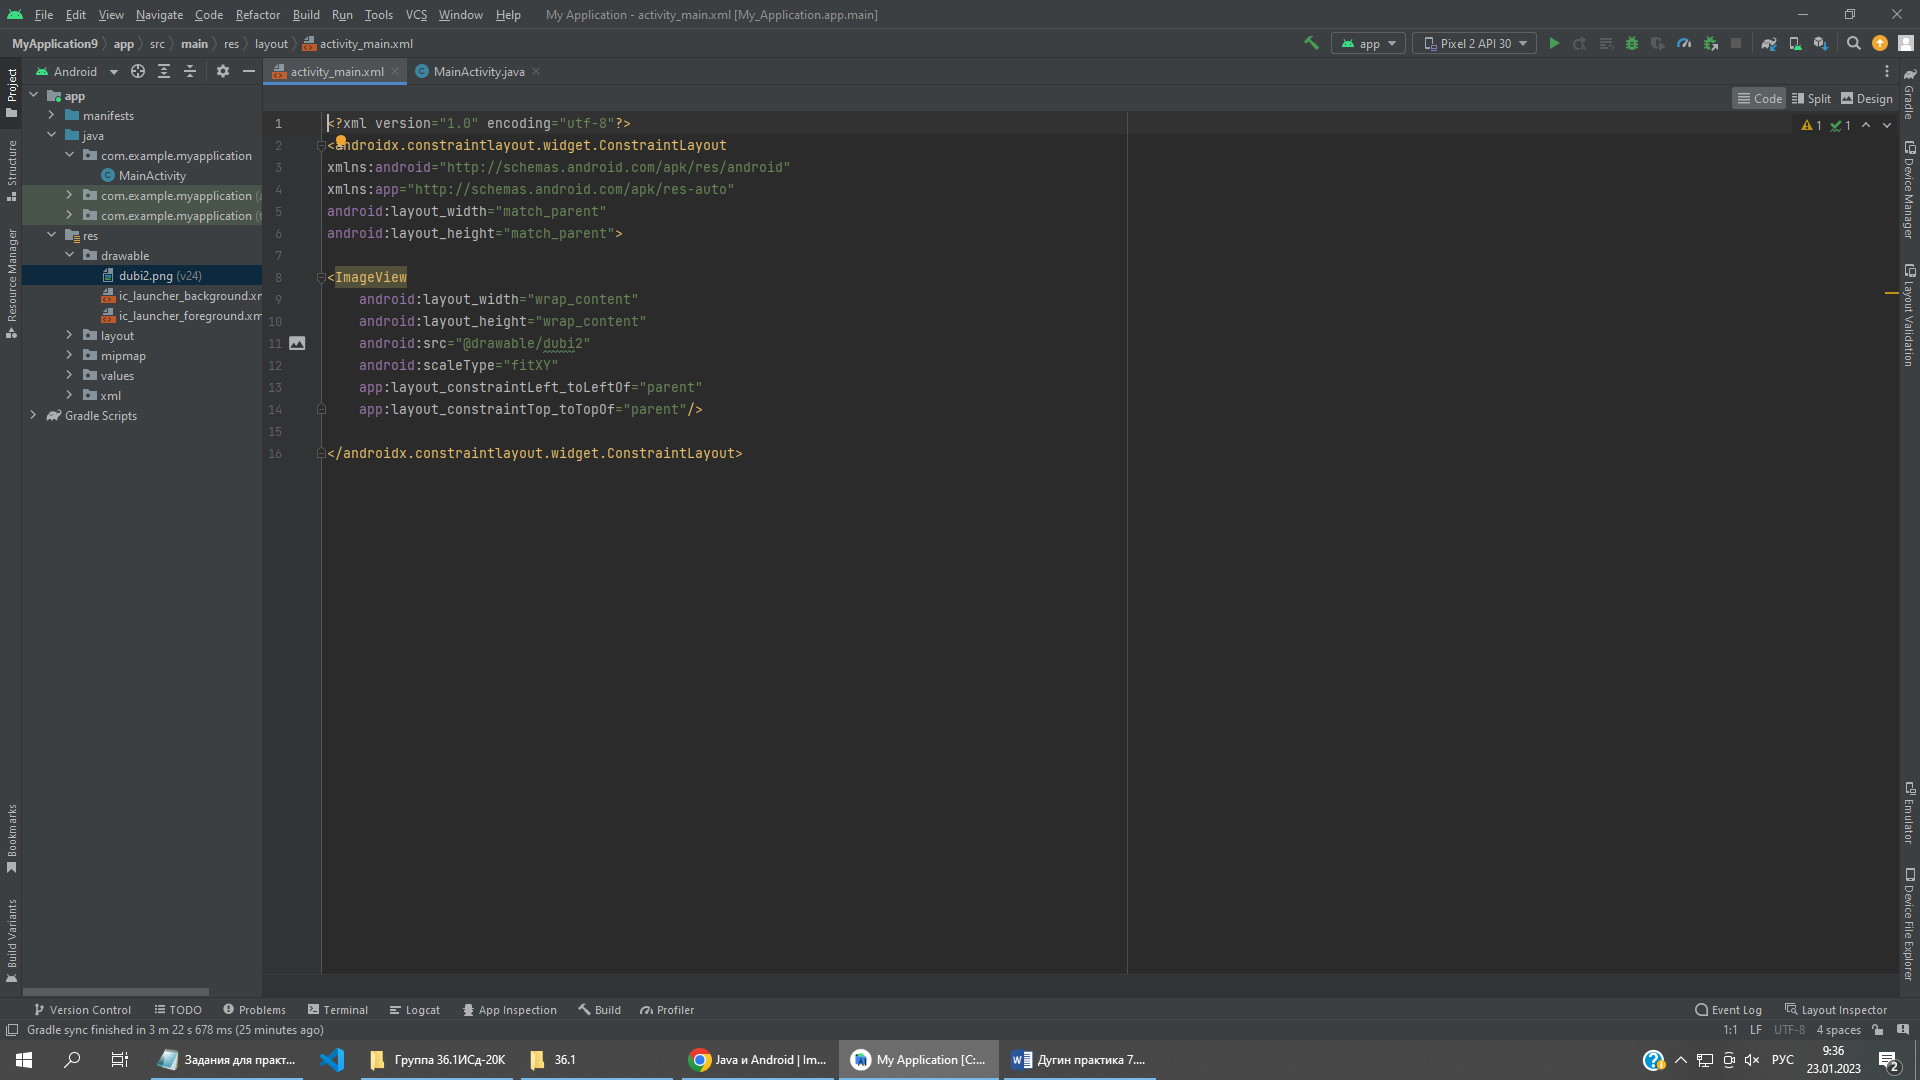 File Edit View Navigate Code Refactor Build Run Tools VCS Window Help My Application - activity_main.xml [My_Application.app.main]
MyApplication9 app src main res layout activity_main.xml app Pixel 2 API 30
Android activity_main.xml MainActivity.java
Code Split Design
Project
Structure
Resource Manager
Bookmarks
Build Variants
app
manifests
java
com.example.myapplication
MainActivity
com.example.myapplication
com.example.myapplication
res
drawable
dubi2.png (v24)
ic_launcher_background.xm
ic_launcher_foreground.xm
layout
mipmap
values
xml
Gradle Scripts
1 <?xml version="1.0" encoding="utf-8"?>
2 <androidx.constraintlayout.widget.ConstraintLayout
3 xmlns:android="http://schemas.android.com/apk/res/android"
4 xmlns:app="http://schemas.android.com/apk/res-auto"
5 android:layout_width="match_parent"
6 android:layout_height="match_parent">
7
8 <ImageView
9 android:layout_width="wrap_content"
10 android:layout_height="wrap_content"
11 android:src="@drawable/dubi2"
12 android:scaleType="fitXY"
13 app:layout_constraintLeft_toLeftOf="parent"
14 app:layout_constraintTop_toTopOf="parent"/>
15
16 </androidx.constraintlayout.widget.ConstraintLayout>
1 1
Gradle
Device Manager
Layout Validation
Emulator
Device File Explorer
Version Control TODO Problems Terminal Logcat App Inspection Build Profiler Event Log Layout Inspector
Gradle sync finished in 3 m 22 s 678 ms (25 minutes ago) 1:1 LF UTF-8 4 spaces
Задания для практ... Группа 36.1ИСд-20К 36.1 Java и Android | Im... My Application [C:... Дугин практика 7.... РУС 9:36
23.01.2023 2